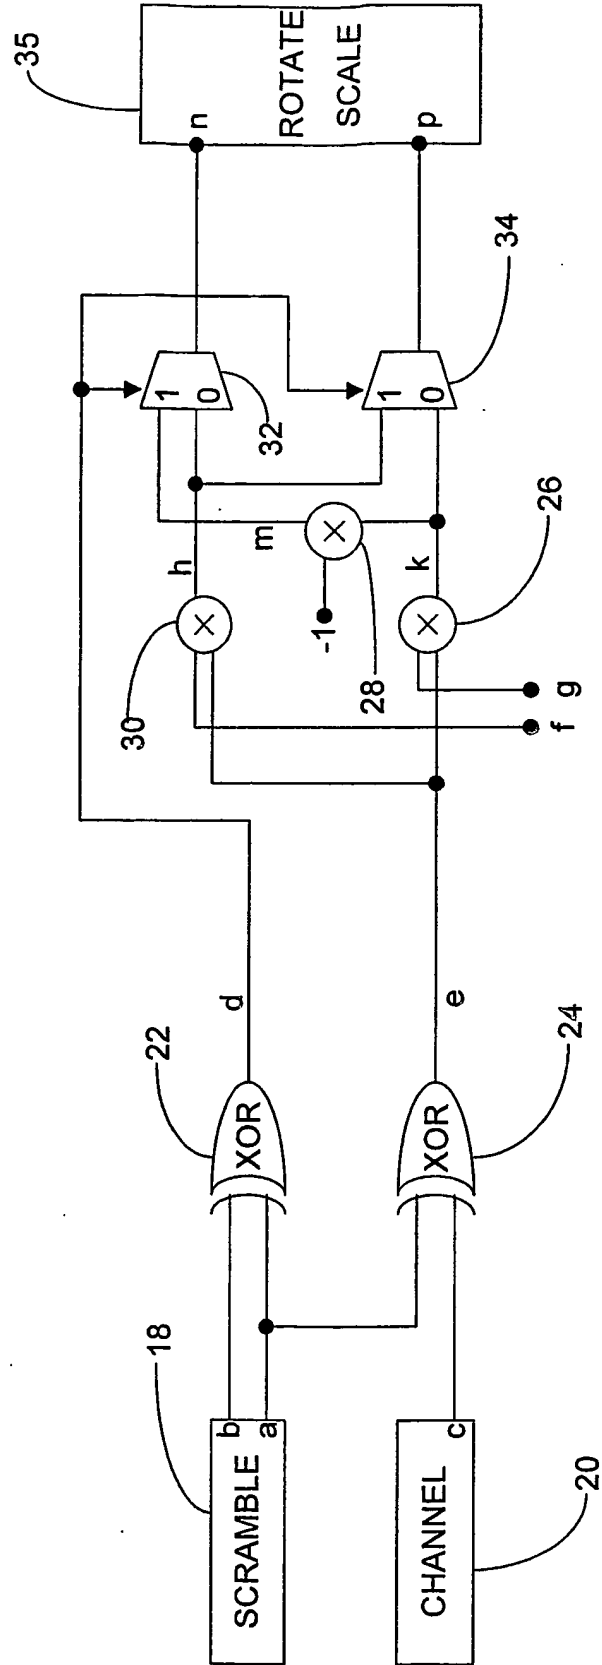 35
n
ROTATE
SCALE
p
34
1
0
32
1
0
h
m
k
26
30
-1
28
g
f
d
e
22
XOR
24
XOR
18
b
a
SCRAMBLE
c
CHANNEL
20